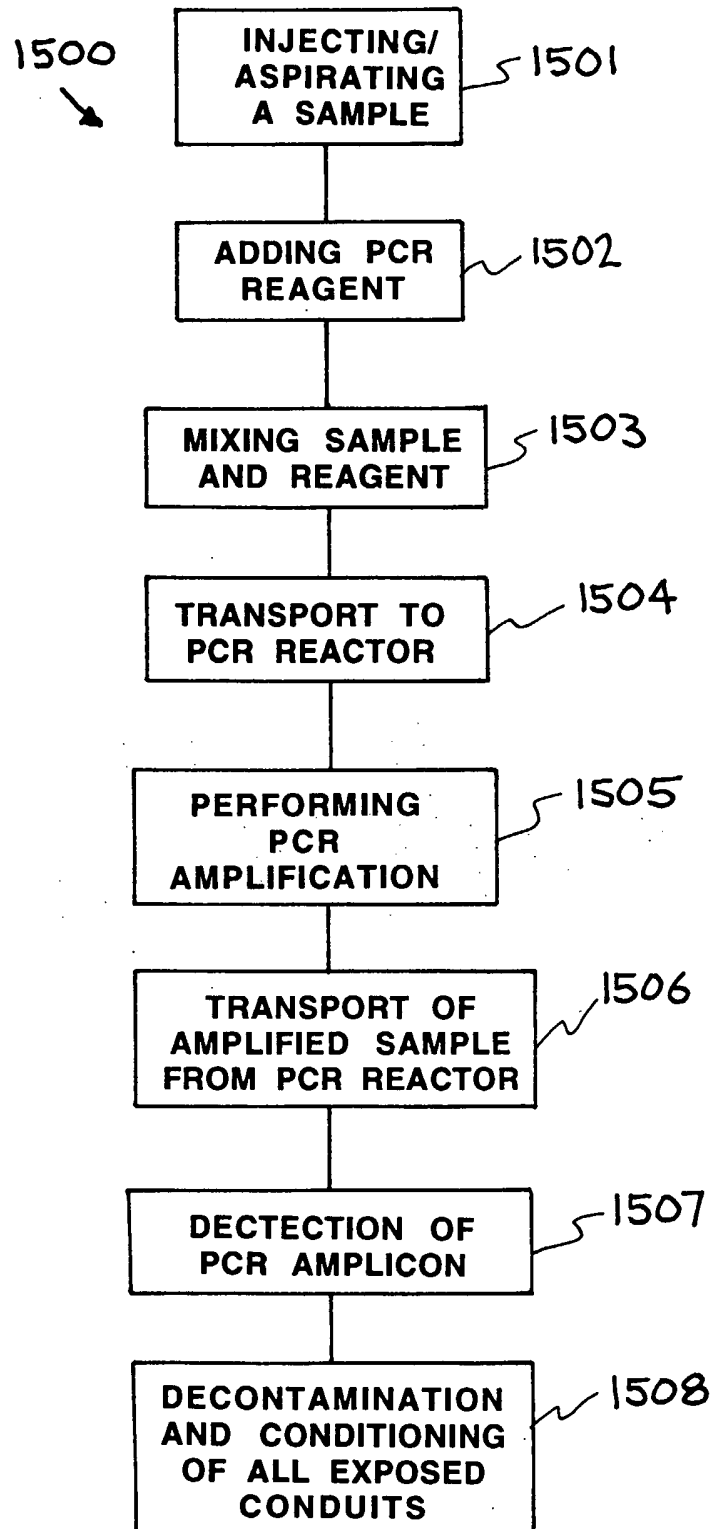 1500
INJECTING/
ASPIRATING
A SAMPLE
1501
ADDING PCR
REAGENT
1502
MIXING SAMPLE
AND REAGENT
1503
TRANSPORT TO
PCR REACTOR
1504
PERFORMING
PCR
AMPLIFICATION
1505
TRANSPORT OF
AMPLIFIED SAMPLE
FROM PCR REACTOR
1506
DECTECTION OF
PCR AMPLICON
1507
DECONTAMINATION
AND CONDITIONING
OF ALL EXPOSED
CONDUITS
1508